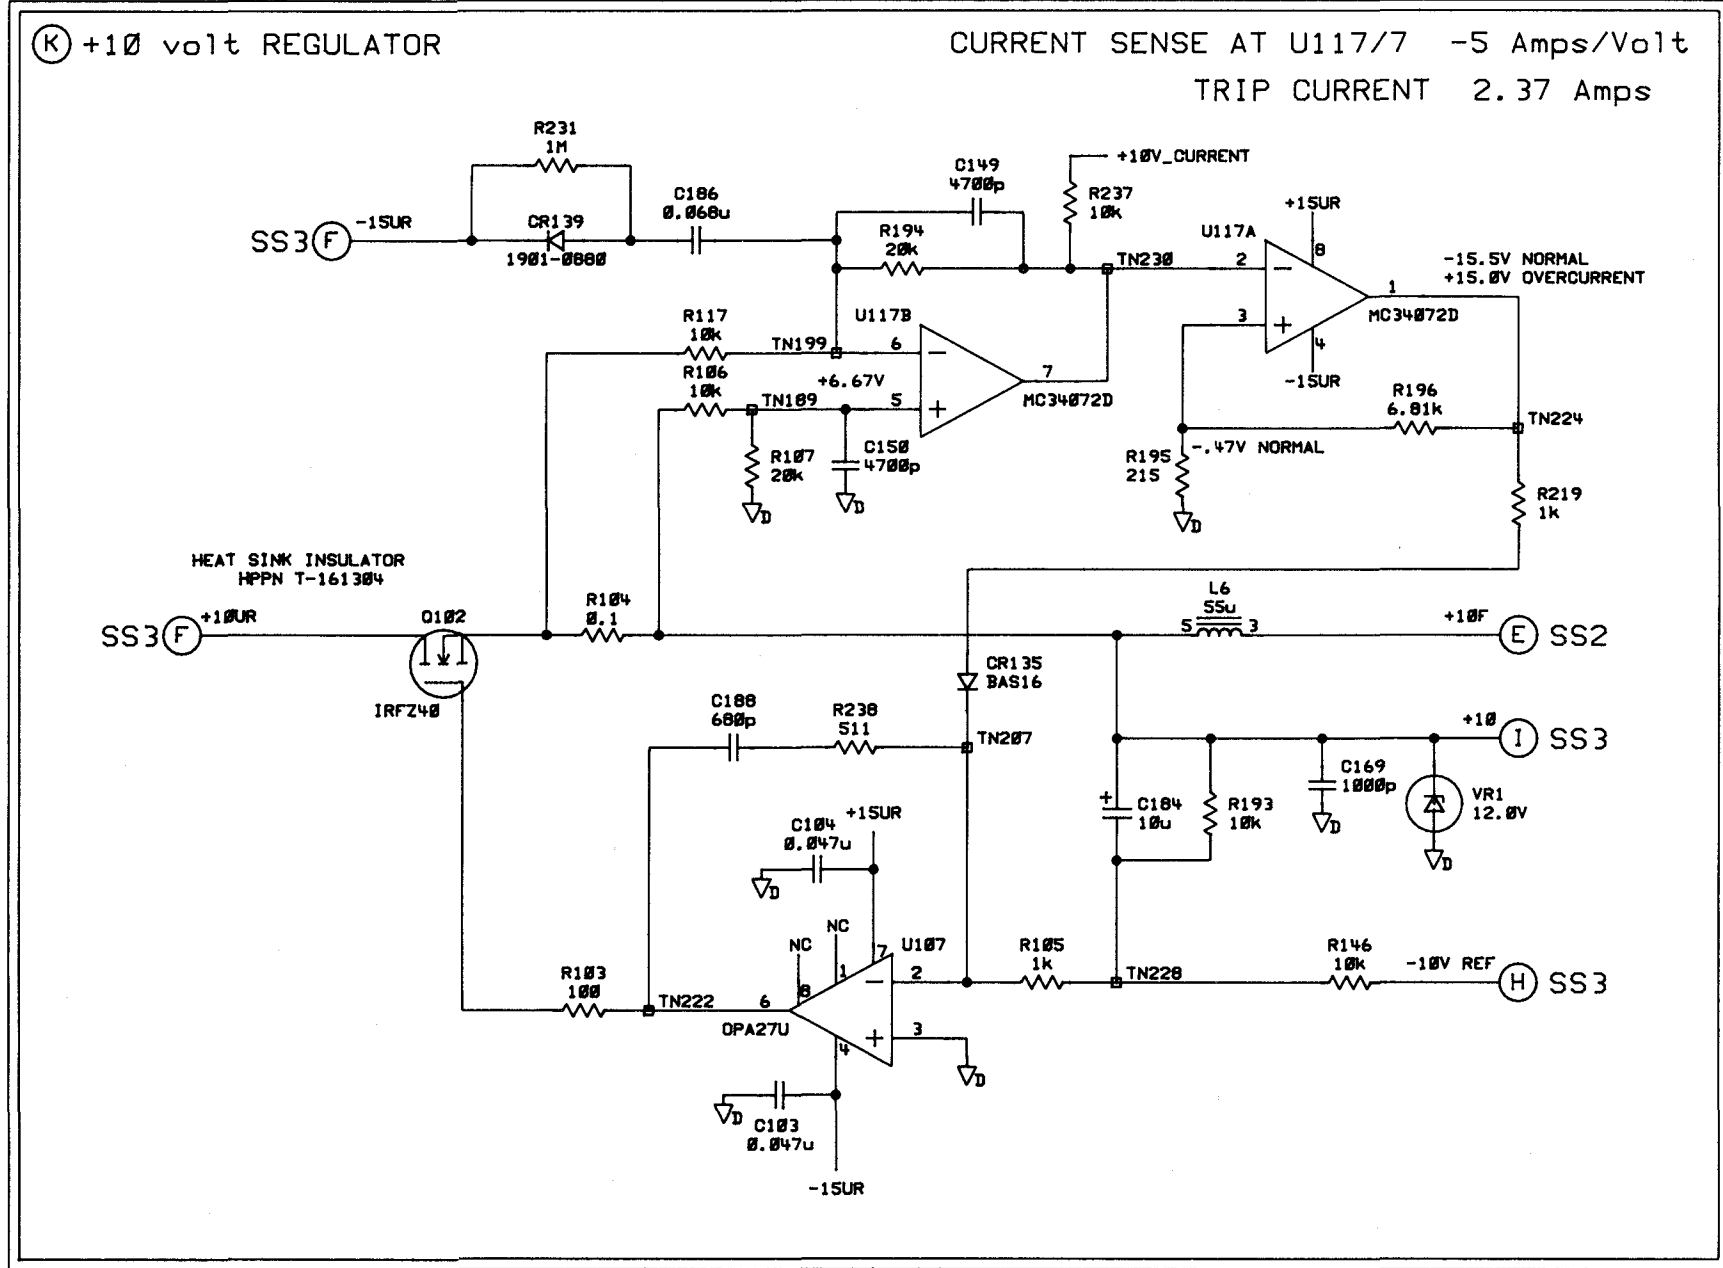 K +10 volt REGULATOR
CURRENT SENSE AT U117/7 -5 Amps/Volt
TRIP CURRENT 2.37 Amps
R231
1M
CR139
1901-0880
SS3 F -15UR
C186
0.068u
C149
4700p
R194
20k
+10V_CURRENT
R237
10k
TN230
U117A
+15UR
8
2
3
1
4
-15UR
MC34072D
-15.5V NORMAL
+15.0V OVERCURRENT
R117
10k
TN199
R106
10k
TN189
+6.67V
U117B
6
5
7
MC34072D
R107
20k
D
C150
4700p
D
R196
6.81k
TN224
-.47V NORMAL
R195
215
D
R219
1k
HEAT SINK INSULATOR
HPPN T-161304
SS3 F +10UR
Q102
IRFZ40
R104
0.1
L6
55u
5
3
+10F
E SS2
CR135
BAS16
C188
680p
R238
511
TN207
+10
I SS3
C184
10u
+
R193
10k
C169
1000p
D
VR1
12.0V
D
C104
0.047u
+15UR
D
NC
NC
8
1
7
U107
2
3
6
4
OPA27U
R103
100
TN222
R105
1k
TN228
R146
10k
-10V REF
H SS3
D
D
C103
0.047u
-15UR